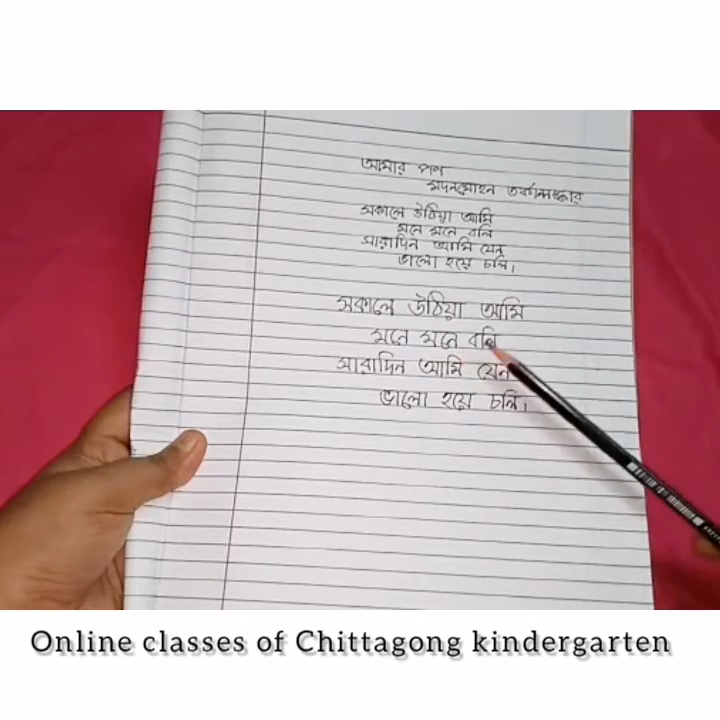 আমার পণ
মদনমোহন তর্কালঙ্কার
সকালে উঠিয়া আমি
মনে মনে বলি
সারাদিন আমি যেন
ভালো হয়ে চলি।
সকালে উঠিয়া আমি
মনে মনে বলি
সারাদিন আমি যেন
ভালো হয়ে চলি।
Online classes of Chittagong kindergarten